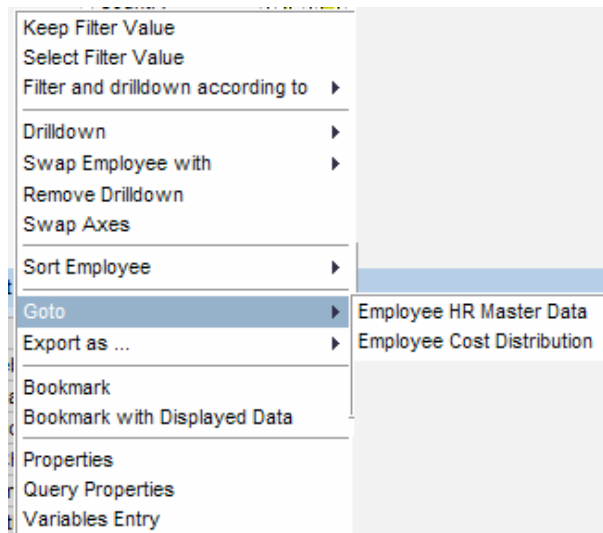 Keep Filter Value
Select Filter Value
Filter and drilldown according to
Drilldown
Swap Employee with
Remove Drilldown
Swap Axes
Sort Employee
Goto
Employee HR Master Data
Export as ...
Employee Cost Distribution
Bookmark
Bookmark with Displayed Data
Properties
Query Properties
Variables Entry